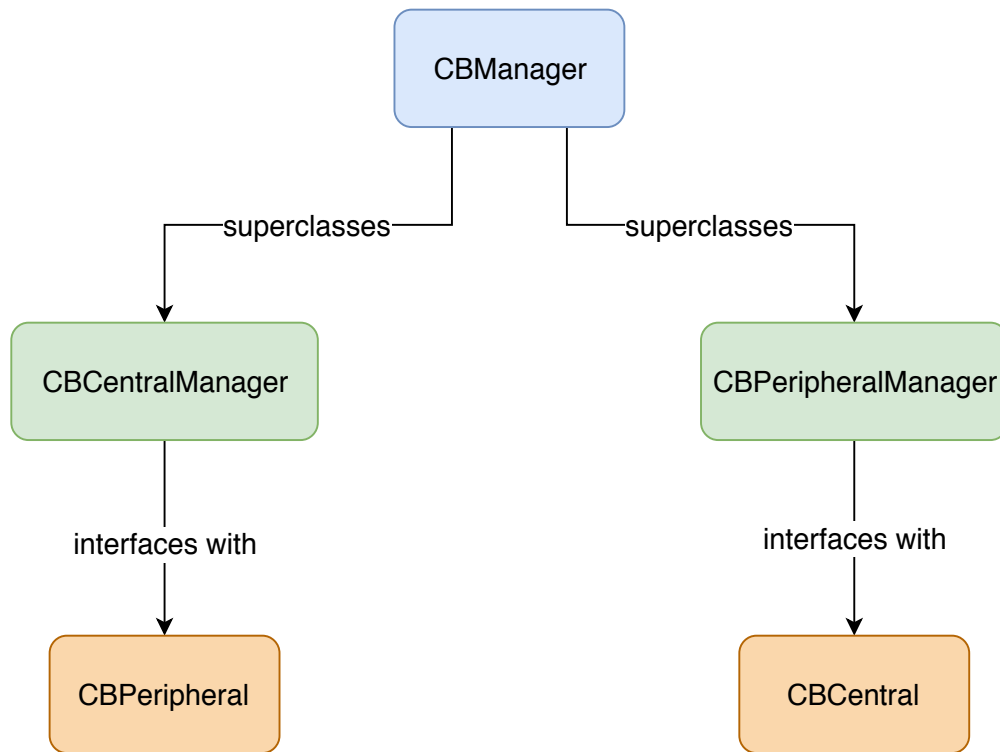 CBManager
superclasses
superclasses
CBCentralManager
CBPeripheralManager
interfaces with
interfaces with
CBPeripheral
CBCentral